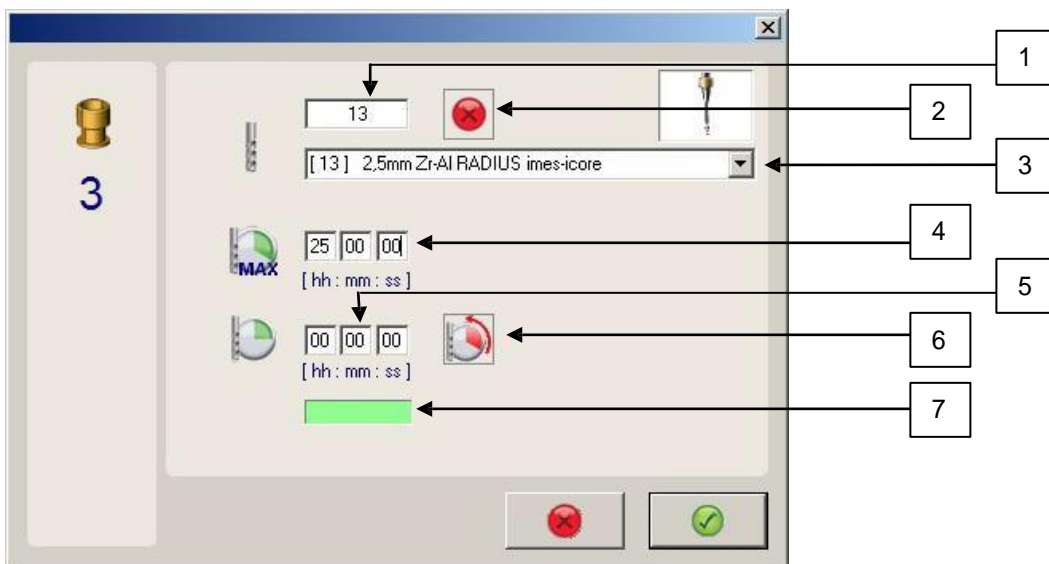 1
13
2
[ 13 ] 2,5mm Zr-Al RADIUS imes-icore
3
3
MAX
25 00 00
4
[ hh : mm : ss ]
5
00 00 00
6
[ hh : mm : ss ]
7